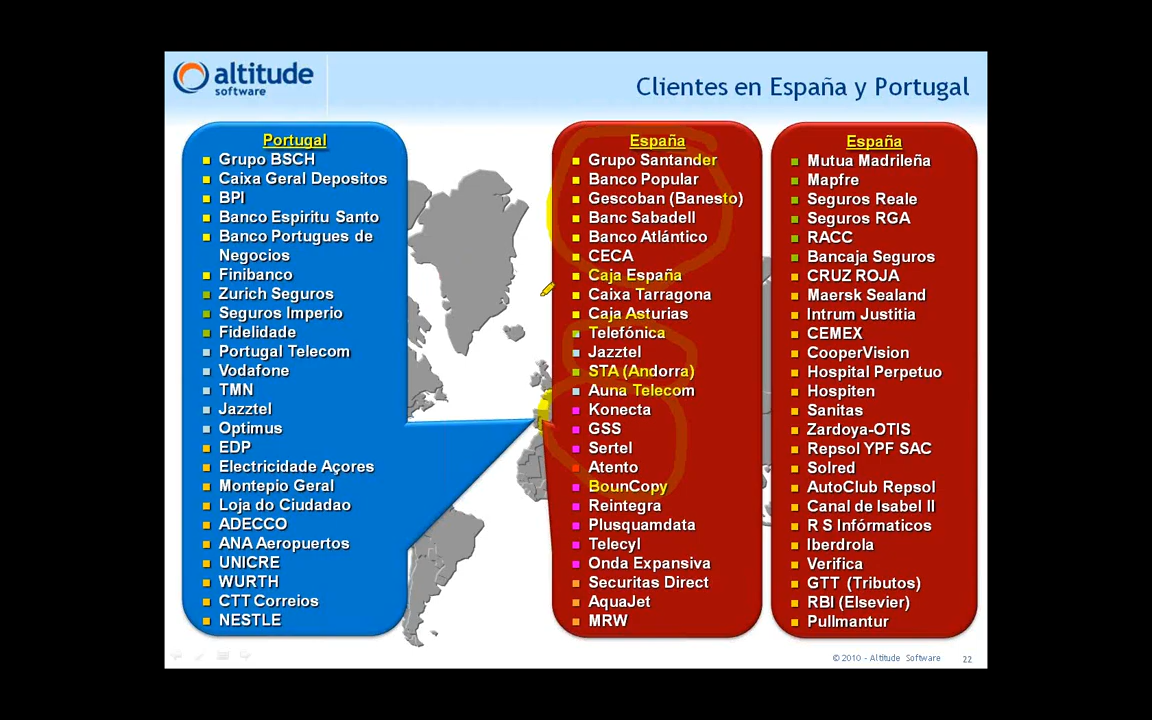 altitude
software
Clientes en España y Portugal
Portugal
Grupo BSCH
Caixa Geral Depositos
BPI
Banco Espiritu Santo
Banco Portugues de
Negocios
Finibanco
Zurich Seguros
Seguros Imperio
Fidelidade
Portugal Telecom
Vodafone
TMN
Jazztel
Optimus
EDP
Electricidade Açores
Montepio Geral
Loja do Ciudadao
ADECCO
ANA Aeropuertos
UNICRE
WURTH
CTT Correios
NESTLE
España
Grupo Santander
Banco Popular
Gescoban (Banesto)
Banc Sabadell
Banco Atlántico
CECA
Caja España
Caixa Tarragona
Caja Asturias
Telefónica
Jazztel
STA (Andorra)
Auna Telecom
Konecta
GSS
Sertel
Atento
BounCopy
Reintegra
Plusquamdata
Telecyl
Onda Expansiva
Securitas Direct
AquaJet
MRW
España
Mutua Madrileña
Mapfre
Seguros Reale
Seguros RGA
RACC
Bancaja Seguros
CRUZ ROJA
Maersk Sealand
Intrum Justitia
CEMEX
CooperVision
Hospital Perpetuo
Hospiten
Sanitas
Zardoya-OTIS
Repsol YPF SAC
Solred
AutoClub Repsol
Canal de Isabel II
R S Infórmaticos
Iberdrola
Verifica
GTT (Tributos)
RBI (Elsevier)
Pullmantur
© 2010 - Altitude Software
22